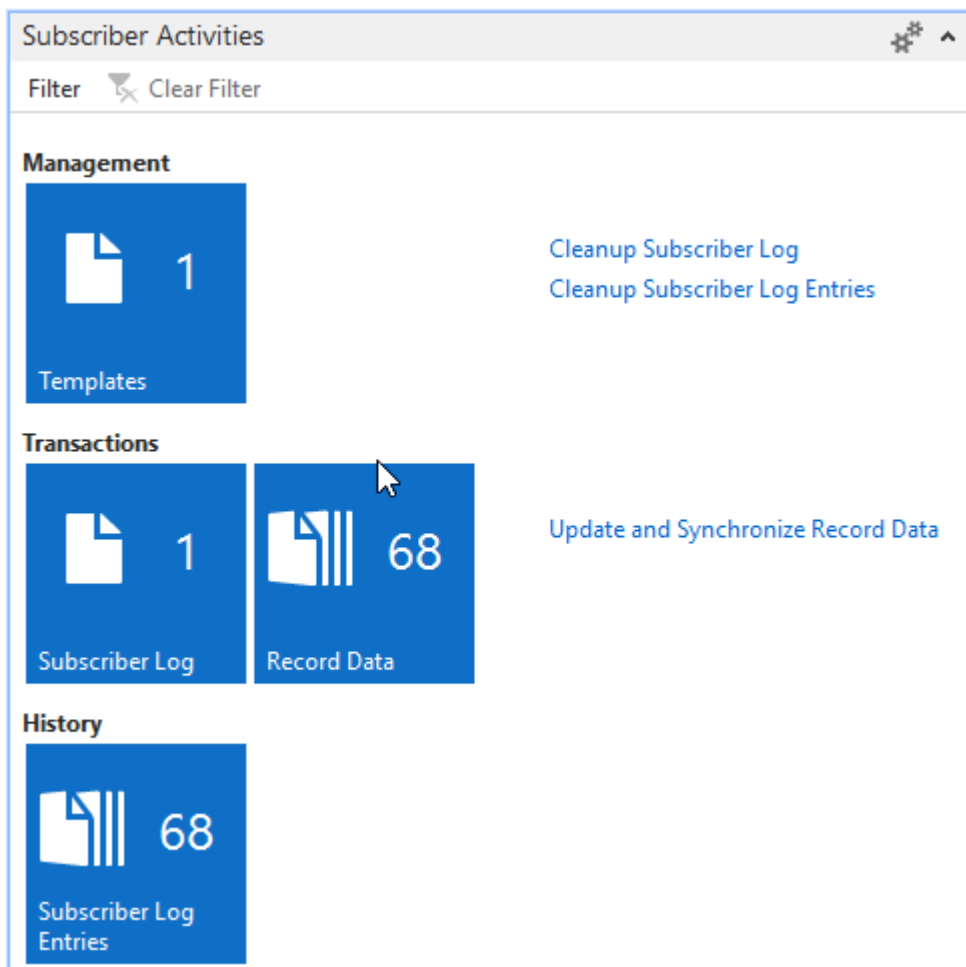 Subscriber Activities
Filter Clear Filter
Management
1
Templates
Cleanup Subscriber Log
Cleanup Subscriber Log Entries
Transactions
1
Subscriber Log
68
Record Data
Update and Synchronize Record Data
History
68
Subscriber Log
Entries